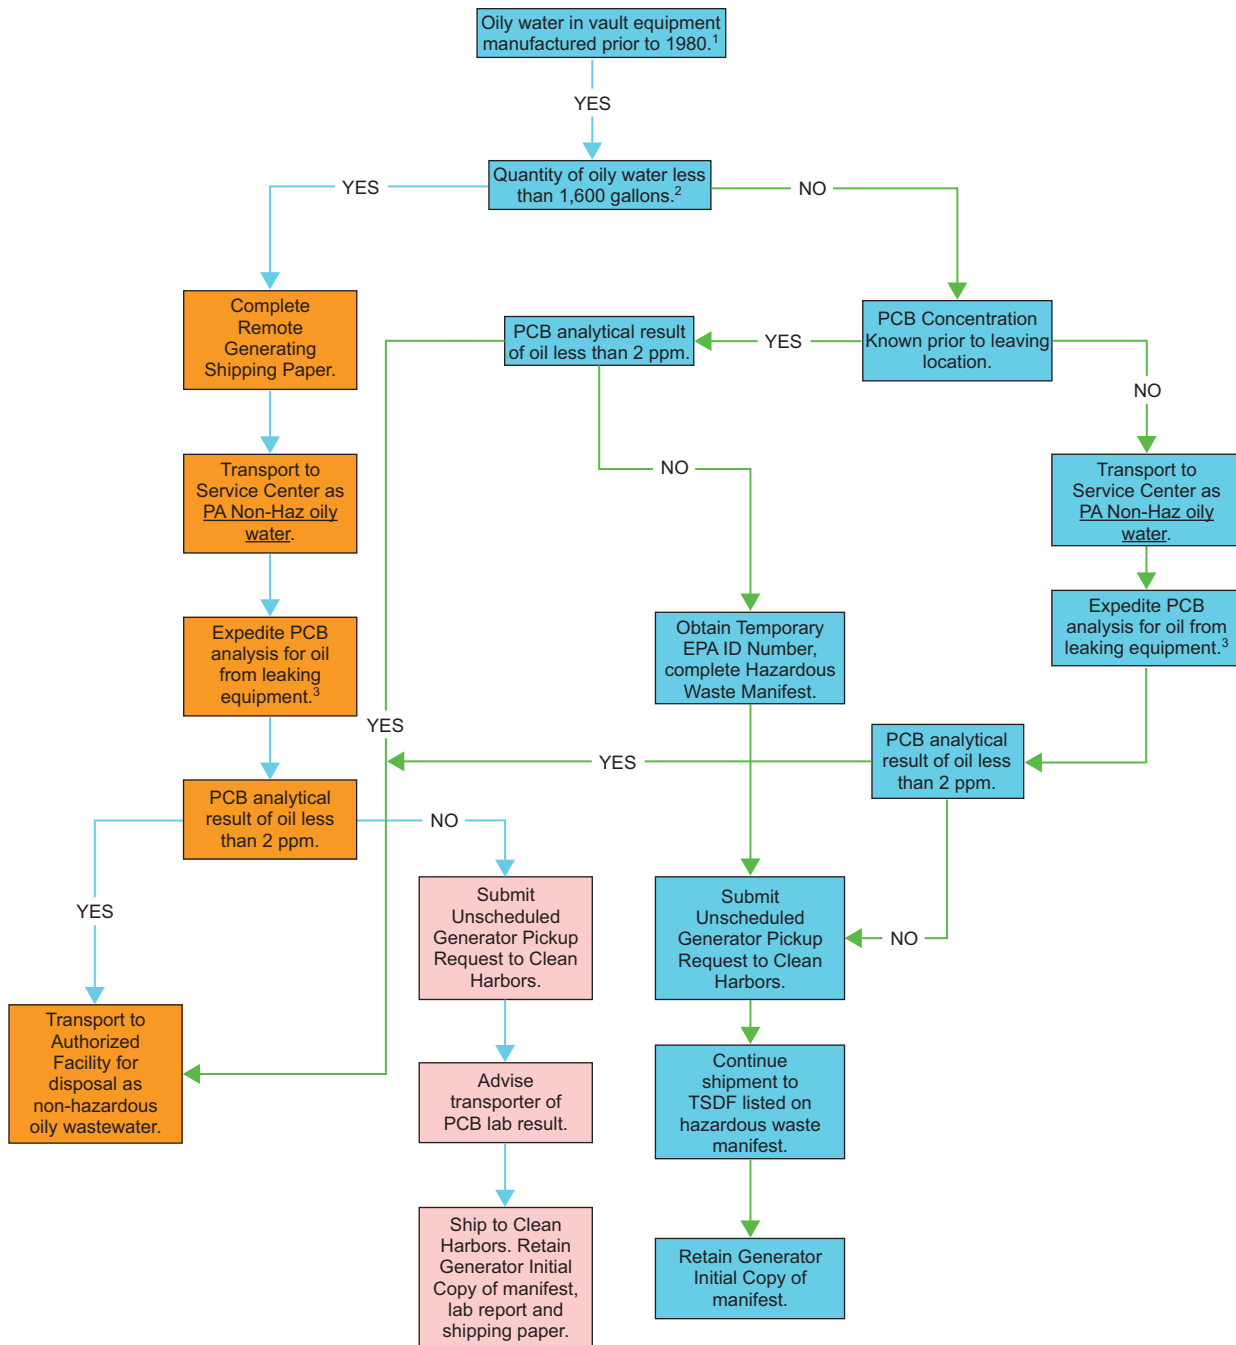 Oily water in vault equipment
manufactured prior to 1980.1
YES
Quantity of oily water less
than 1,600 gallons.2
YES
NO
Complete
Remote
Generating
Shipping Paper.
PCB analytical result
of oil less than 2 ppm.
YES
PCB Concentration
Known prior to leaving
location.
NO
Transport to
Service Center as
PA Non-Haz oily
water.
NO
Transport to
Service Center as
PA Non-Haz oily
water.
Expedite PCB
analysis for oil
from leaking
equipment.3
Obtain Temporary
EPA ID Number,
complete Hazardous
Waste Manifest.
Expedite PCB
analysis for oil from
leaking equipment.3
YES
YES
PCB analytical
result of oil less
than 2 ppm.
PCB analytical
result of oil less
than 2 ppm.
NO
YES
Submit
Unscheduled
Generator Pickup
Request to Clean
Harbors.
Submit
Unscheduled
Generator Pickup
Request to Clean
Harbors.
NO
Transport to
Authorized
Facility for
disposal as
non-hazardous
oily wastewater.
Advise
transporter of
PCB lab result.
Continue
shipment to
TSDF listed on
hazardous waste
manifest.
Ship to Clean
Harbors. Retain
Generator Initial
Copy of manifest,
lab report and
shipping paper.
Retain Generator
Initial Copy of
manifest.